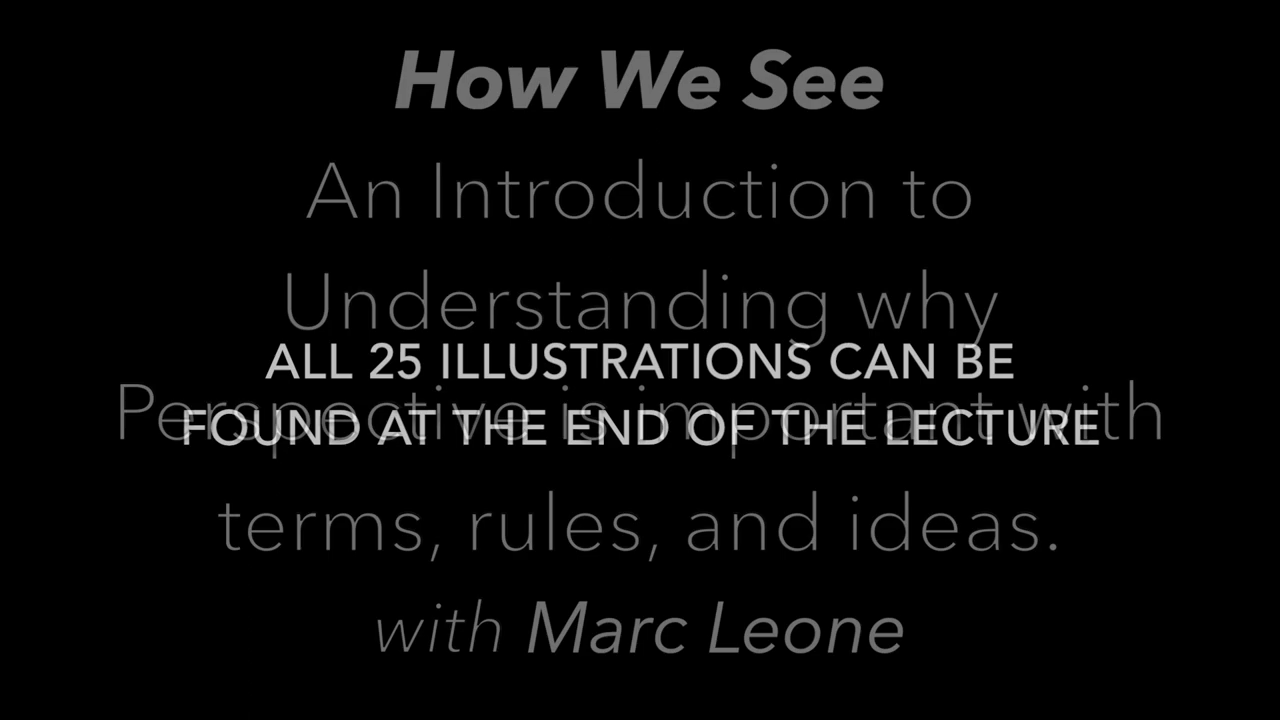 How We See
An Introduction to
Understanding why
ALL 25 ILLUSTRATIONS CAN BE
Perspective is important with
FOUND AT THE END OF THE LECTURE
terms, rules, and ideas.
with Marc Leone